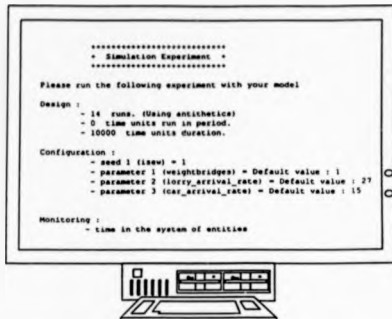 ***************************
* Simulation Experiment *
***************************
Please run the following experiment with your model
Design :
- 14 runs. (Using antithetics)
- 0 time units run in period.
- 10000 time units duration.
Configuration :
- seed 1 (isew) = 1
- parameter 1 (weightbridges) = Default value : 1
- parameter 2 (lorry_arrival_rate) = Default value : 27
- parameter 3 (car_arrival_rate) = Default value : 15
Monitoring :
- time in the system of entities